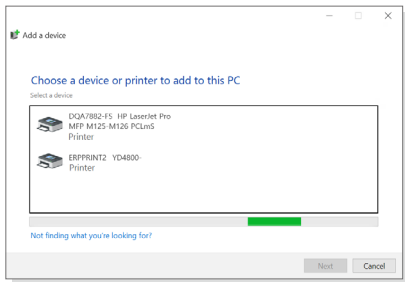 Add a device
Choose a device or printer to add to this PC
Select a device
DQA7882-F5 HP LaserJet Pro
MFP M125-M126 PCLmS
Printer
ERPPRINT2 YD4800-
Printer
Not finding what you're looking for?
Next
Cancel